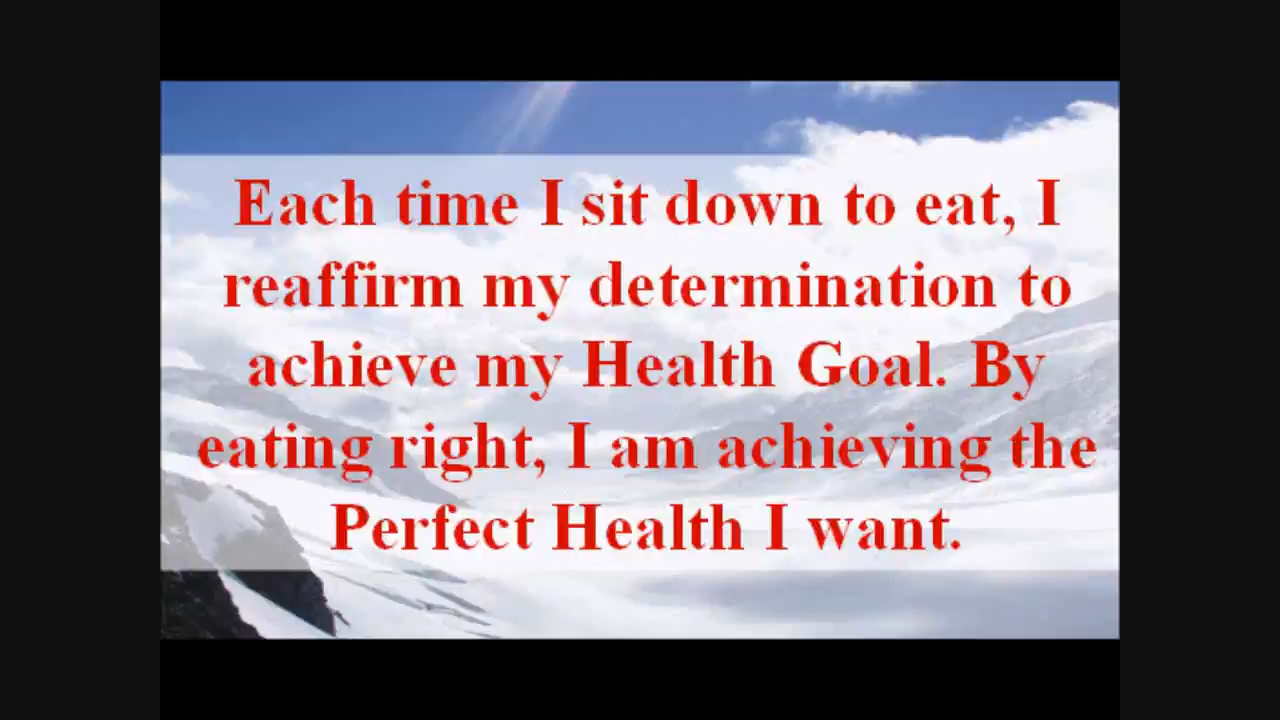 Each time I sit down to eat, I
reaffirm my determination to
achieve my Health Goal. By
eating right, I am achieving the
Perfect Health I want.